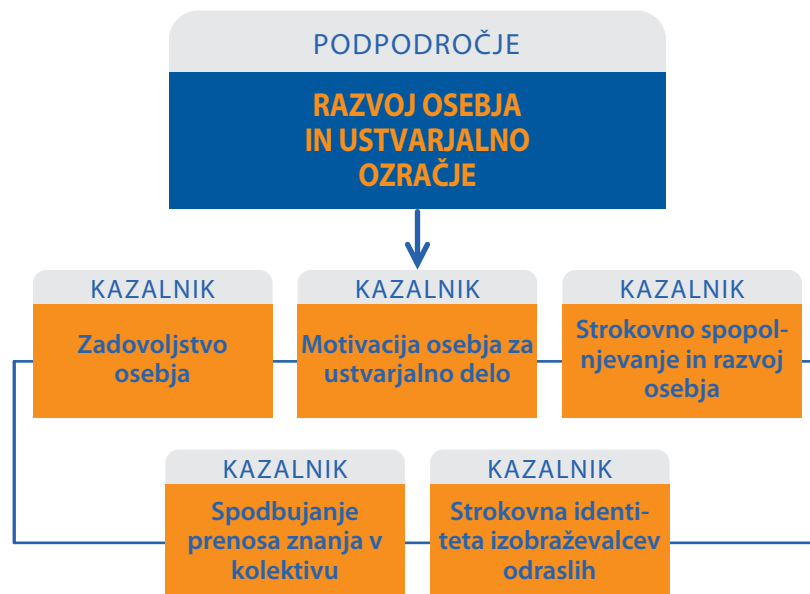 PODPODROČJE
RAZVOJ OSEBJA
IN USTVARJALNO
OZRAČJE
KAZALNIK
Zadovoljstvo
osebja
KAZALNIK
Motivacija osebja za
ustvarjalno delo
KAZALNIK
Strokovno spopol-
njevanje in razvoj
osebja
KAZALNIK
Spodbujanje
prenosa znanja v
kolektivu
KAZALNIK
Strokovna identi-
teta izobraževalcev
odraslih